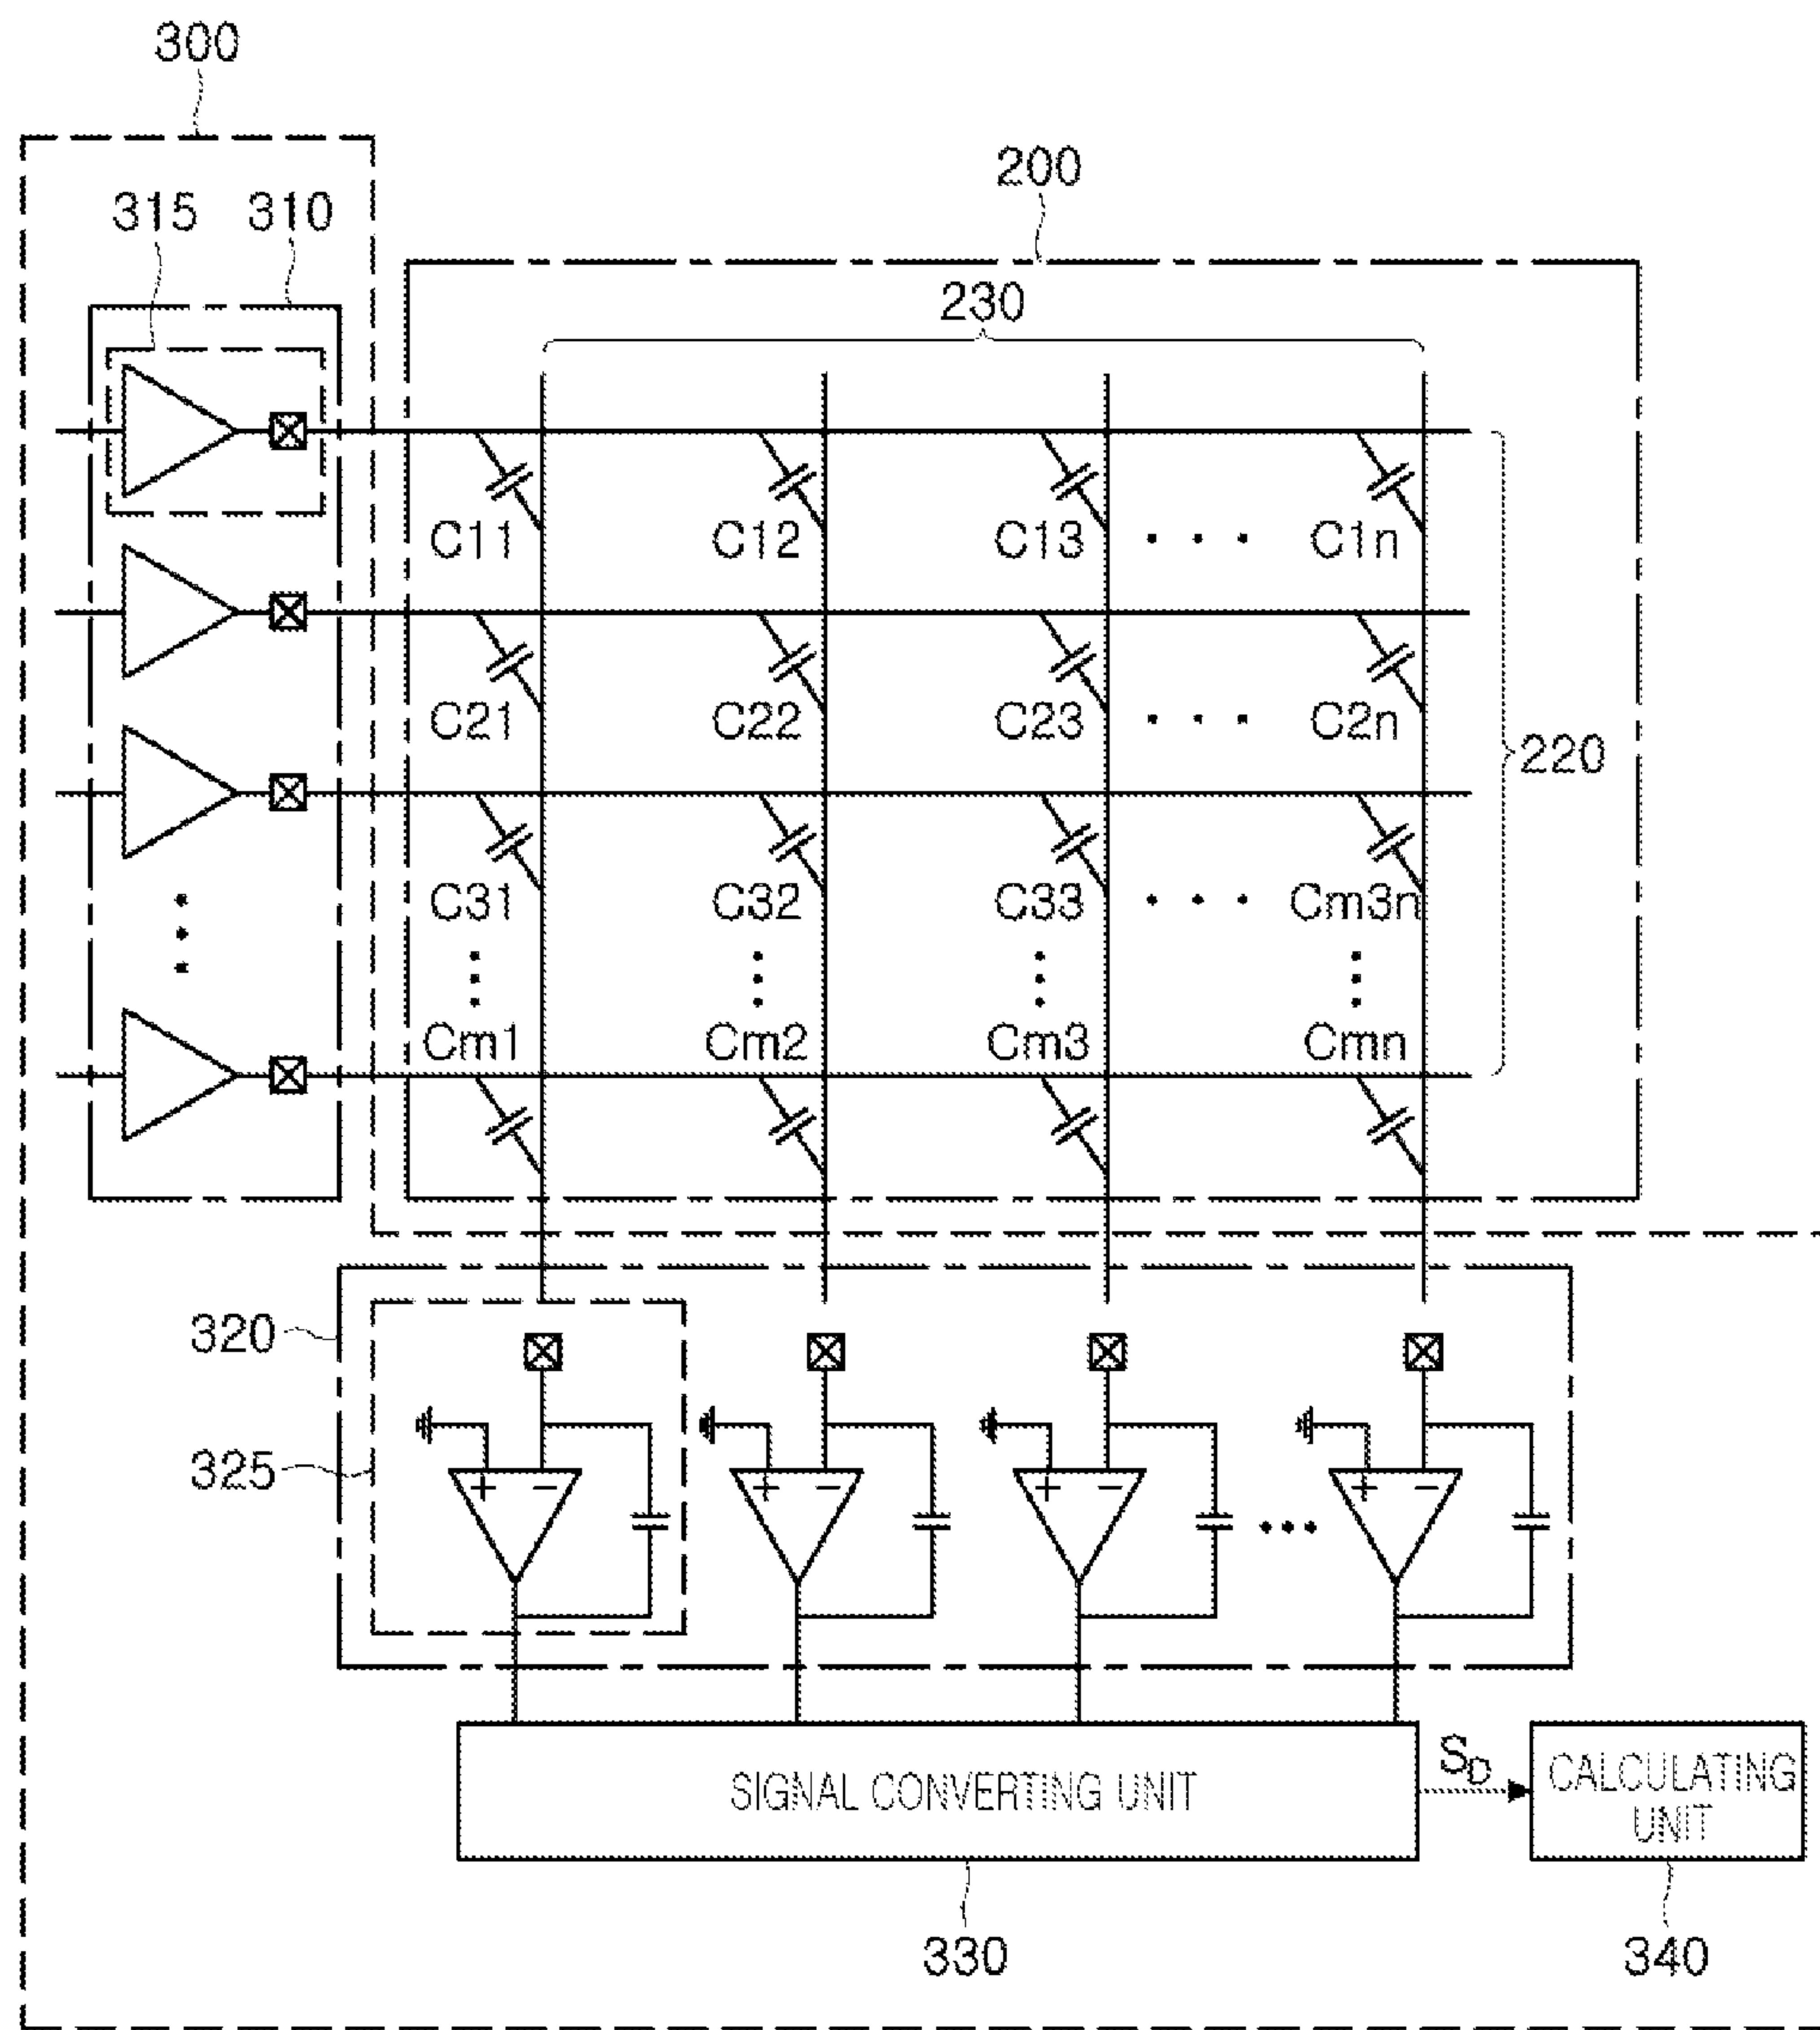 300
200
315 310
230
C11 C12 C13 . . . C1n
C21 C22 C23 . . . C2n
220
C31 C32 C33 . . . Cm3n
Cm1 Cm2 Cm3 Cmn
320
325
+ − + − + − ... + −
SIGNAL CONVERTING UNIT
SD
CALCULATING
UNIT
330
340